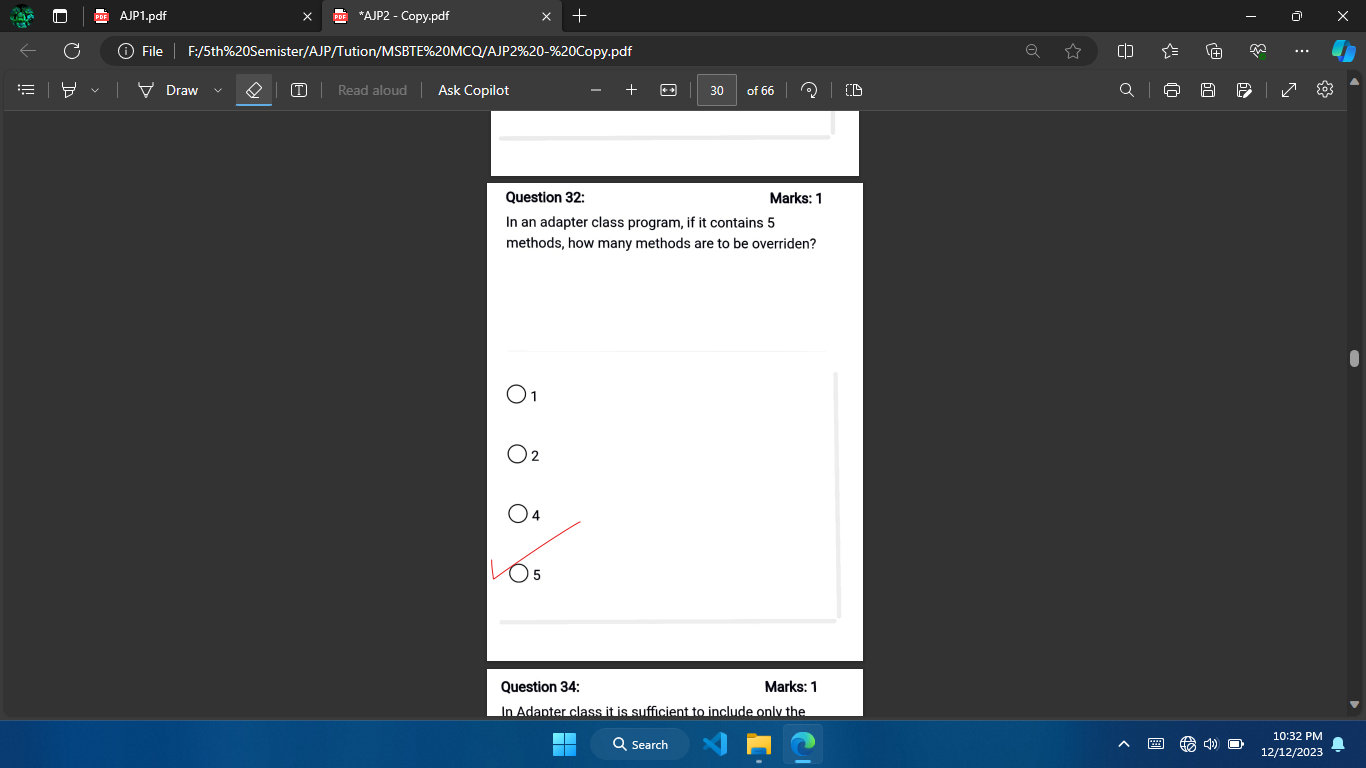 AJP1.pdf
*AJP2 - Copy.pdf
File
F:/5th%20Semister/AJP/Tution/MSBTE%20MCQ/AJP2%20-%20Copy.pdf
Draw
Read aloud
Ask Copilot
30
of 66
Question 32:
Marks: 1
In an adapter class program, if it contains 5
methods, how many methods are to be overriden?
1
2
4
5
Question 34:
Marks: 1
In Adapter class it is sufficient to include only the
Search
10:32 PM
12/12/2023